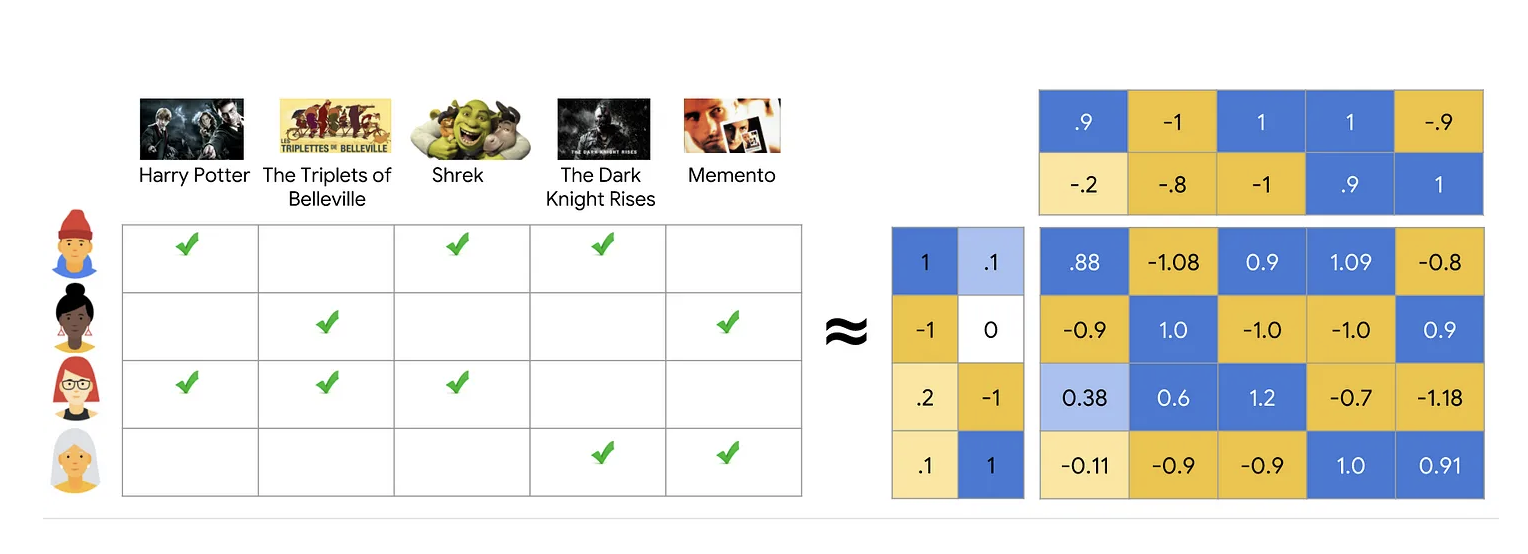 LES
TRIPLETTES DE BELLEVILLE
THE DARK KNIGHT RISES
Harry Potter
The Triplets of
Belleville
Shrek
The Dark
Knight Rises
Memento
.9 -1 1 1 -.9
-.2 -.8 -1 .9 1
≈
1 .1
-1 0
.2 -1
.1 1
.88 -1.08 0.9 1.09 -0.8
-0.9 1.0 -1.0 -1.0 0.9
0.38 0.6 1.2 -0.7 -1.18
-0.11 -0.9 -0.9 1.0 0.91